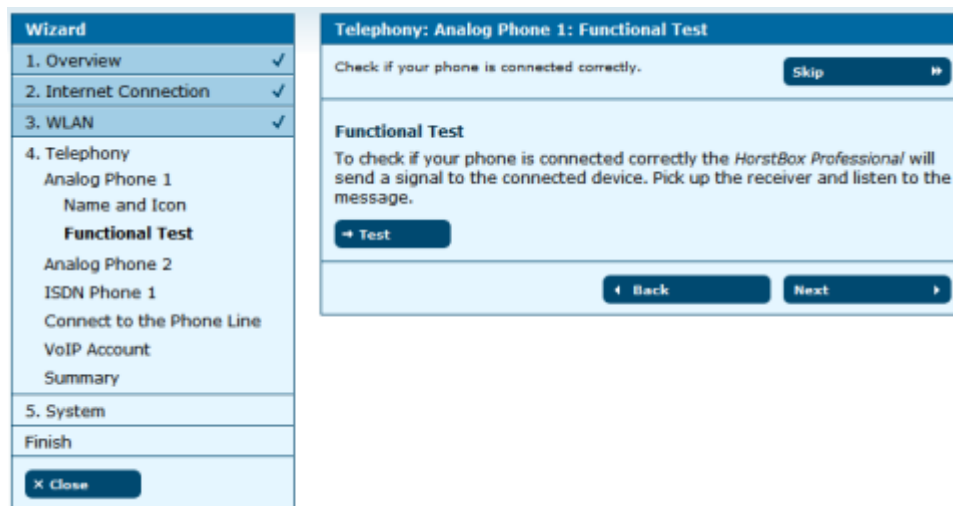 Wizard
1. Overview
2. Internet Connection
3. WLAN
4. Telephony
Analog Phone 1
Name and Icon
Functional Test
Analog Phone 2
ISDN Phone 1
Connect to the Phone Line
VoIP Account
Summary
5. System
Finish
× Close
Telephony: Analog Phone 1: Functional Test
Check if your phone is connected correctly.
Skip
Functional Test
To check if your phone is connected correctly the HorstBox Professional will
send a signal to the connected device. Pick up the receiver and listen to the
message.
Test
Back
Next